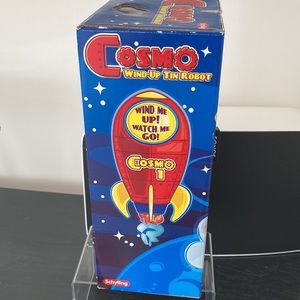 COSMO
WIND UP TIN ROBOT
WIND ME
UP!
WATCH ME
GO!
COSMO
1
Schylling